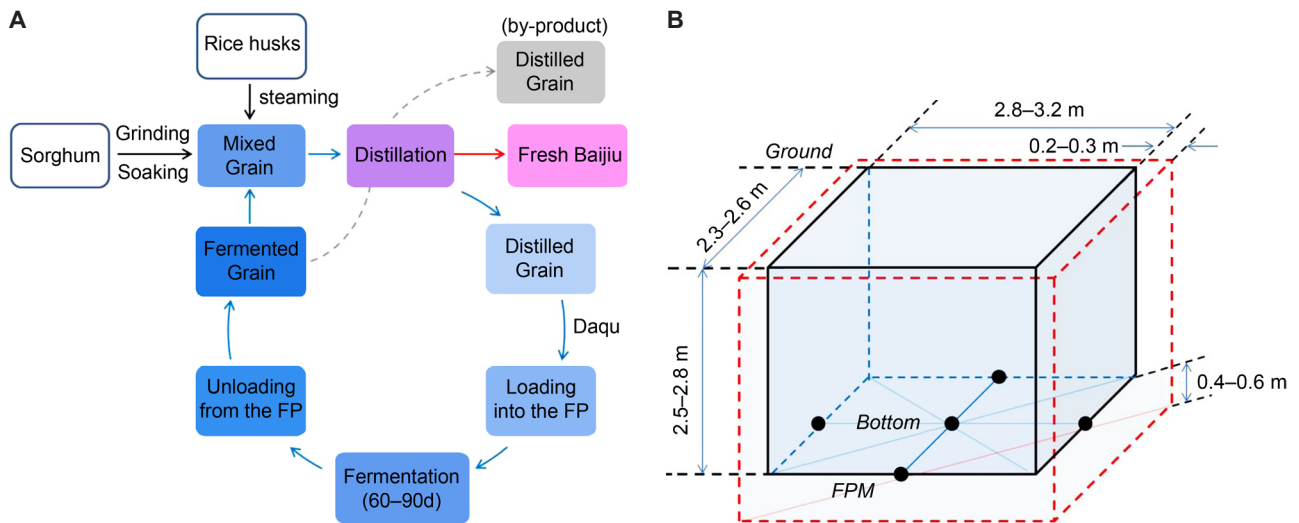 A
Rice husks
steaming
Sorghum
Grinding
Soaking
Mixed
Grain
Distillation
(by-product)
Distilled
Grain
Fresh Baijiu
Fermented
Grain
Distilled
Grain
Daqu
Unloading
from the FP
Loading
into the FP
Fermentation
(60–90d)
B
2.8–3.2 m
0.2–0.3 m
Ground
2.3–2.6 m
2.5–2.8 m
0.4–0.6 m
Bottom
FPM